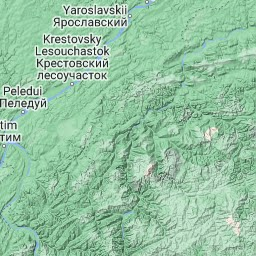 Yaroslavskii
Ярославский
Krestovsky
Lesouchastok
Крестовский
лесоучасток
Peledui
Пеледуй
tim
тим